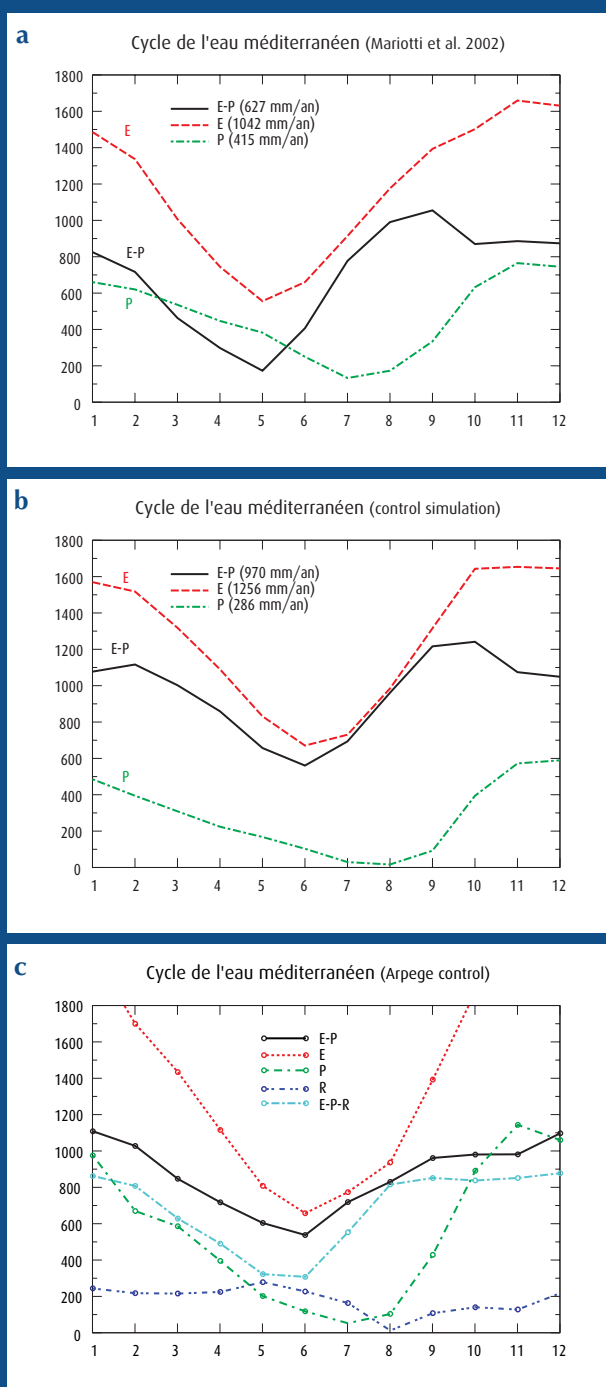 a
Cycle de l'eau méditerranéen (Mariotti et al. 2002)
1800
1600
1400
1200
1000
800
600
400
200
0
E-P (627 mm/an)
E (1042 mm/an)
P (415 mm/an)
E
E-P
P
1 2 3 4 5 6 7 8 9 10 11 12
b
Cycle de l'eau méditerranéen (control simulation)
1800
1600
1400
1200
1000
800
600
400
200
0
E-P (970 mm/an)
E (1256 mm/an)
P (286 mm/an)
E
E-P
P
1 2 3 4 5 6 7 8 9 10 11 12
c
Cycle de l'eau méditerranéen (Arpege control)
1800
1600
1400
1200
1000
800
600
400
200
0
E-P
E
P
R
E-P-R
1 2 3 4 5 6 7 8 9 10 11 12